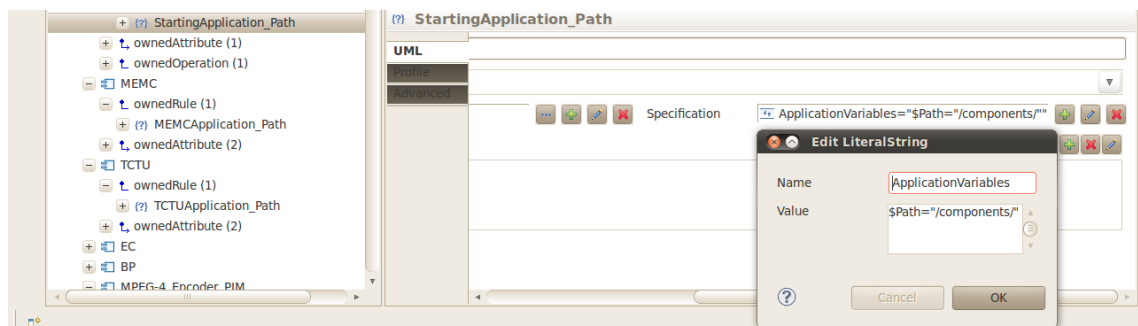 {?} StartingApplication_Path
ownedAttribute (1)
ownedOperation (1)
MEMC
ownedRule (1)
{?} MEMCApplication_Path
ownedAttribute (2)
TCTU
ownedRule (1)
{?} TCTUApplication_Path
ownedAttribute (2)
EC
BP
MPEG-4_Encoder_PIM
{?} StartingApplication_Path
UML
Profile
Advanced
Specification
ApplicationVariables="$Path="/components/""
Edit LiteralString
Name
ApplicationVariables
Value
$Path="/components/"
Cancel
OK